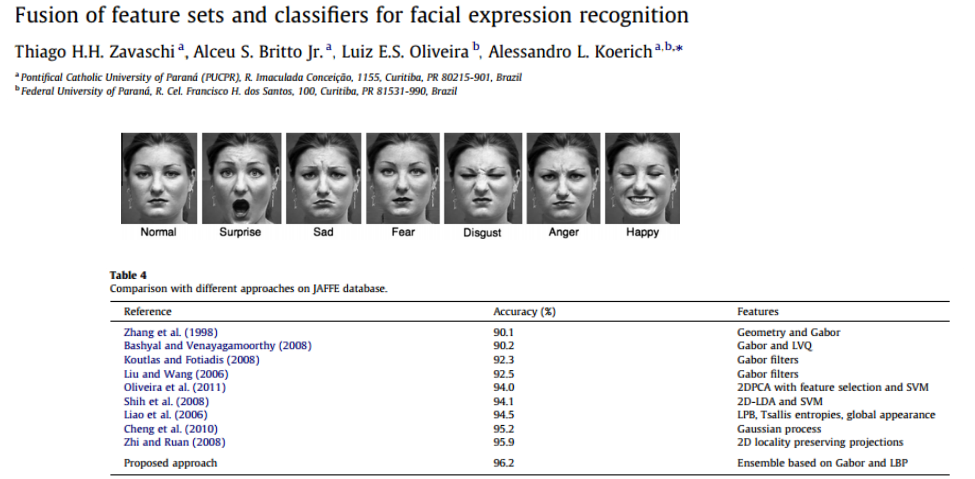 Fusion of feature sets and classifiers for facial expression recognition
Thiago H.H. Zavaschi a, Alceu S. Britto Jr. a, Luiz E.S. Oliveira b, Alessandro L. Koerich a,b,*
a Pontifical Catholic University of Paraná (PUCPR), R. Imaculada Conceição, 1155, Curitiba, PR 80215-901, Brazil
b Federal University of Paraná, R. Cel. Francisco H. dos Santos, 100, Curitiba, PR 81531-990, Brazil
Normal Surprise Sad Fear Disgust Anger Happy
Table 4
Comparison with different approaches on JAFFE database.
Reference Accuracy (%) Features
Zhang et al. (1998) 90.1 Geometry and Gabor
Bashyal and Venayagamoorthy (2008) 90.2 Gabor and LVQ
Koutlas and Fotiadis (2008) 92.3 Gabor filters
Liu and Wang (2006) 92.5 Gabor filters
Oliveira et al. (2011) 94.0 2DPCA with feature selection and SVM
Shih et al. (2008) 94.1 2D-LDA and SVM
Liao et al. (2006) 94.5 LPB, Tsallis entropies, global appearance
Cheng et al. (2010) 95.2 Gaussian process
Zhi and Ruan (2008) 95.9 2D locality preserving projections
Proposed approach 96.2 Ensemble based on Gabor and LBP